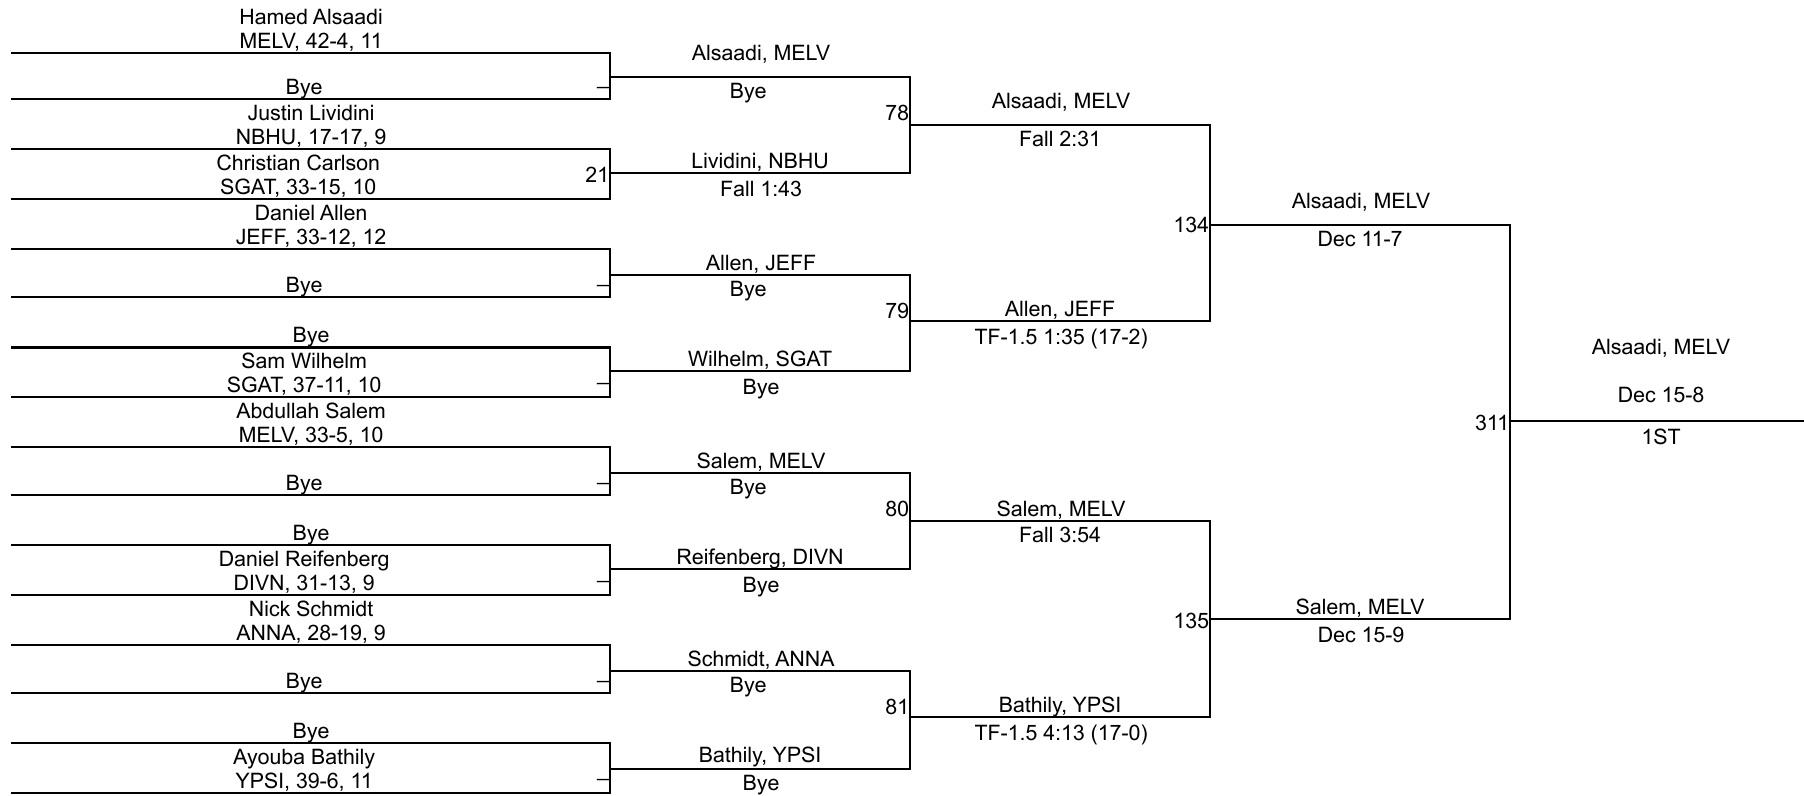 Hamed Alsaadi
MELV, 42-4, 11
Bye
Justin Lividini
NBHU, 17-17, 9
Christian Carlson
SGAT, 33-15, 10
21
Daniel Allen
JEFF, 33-12, 12
Bye
Bye
Sam Wilhelm
SGAT, 37-11, 10
Abdullah Salem
MELV, 33-5, 10
Bye
Bye
Daniel Reifenberg
DIVN, 31-13, 9
Nick Schmidt
ANNA, 28-19, 9
Bye
Bye
Ayouba Bathily
YPSI, 39-6, 11
Alsaadi, MELV
Bye
78
Lividini, NBHU
Fall 1:43
Allen, JEFF
Bye
79
Wilhelm, SGAT
Bye
Salem, MELV
Bye
80
Reifenberg, DIVN
Bye
Schmidt, ANNA
Bye
81
Bathily, YPSI
Bye
Alsaadi, MELV
Fall 2:31
134
Allen, JEFF
TF-1.5 1:35 (17-2)
Salem, MELV
Fall 3:54
135
Bathily, YPSI
TF-1.5 4:13 (17-0)
Alsaadi, MELV
Dec 11-7
311
Salem, MELV
Dec 15-9
Alsaadi, MELV
Dec 15-8
1ST